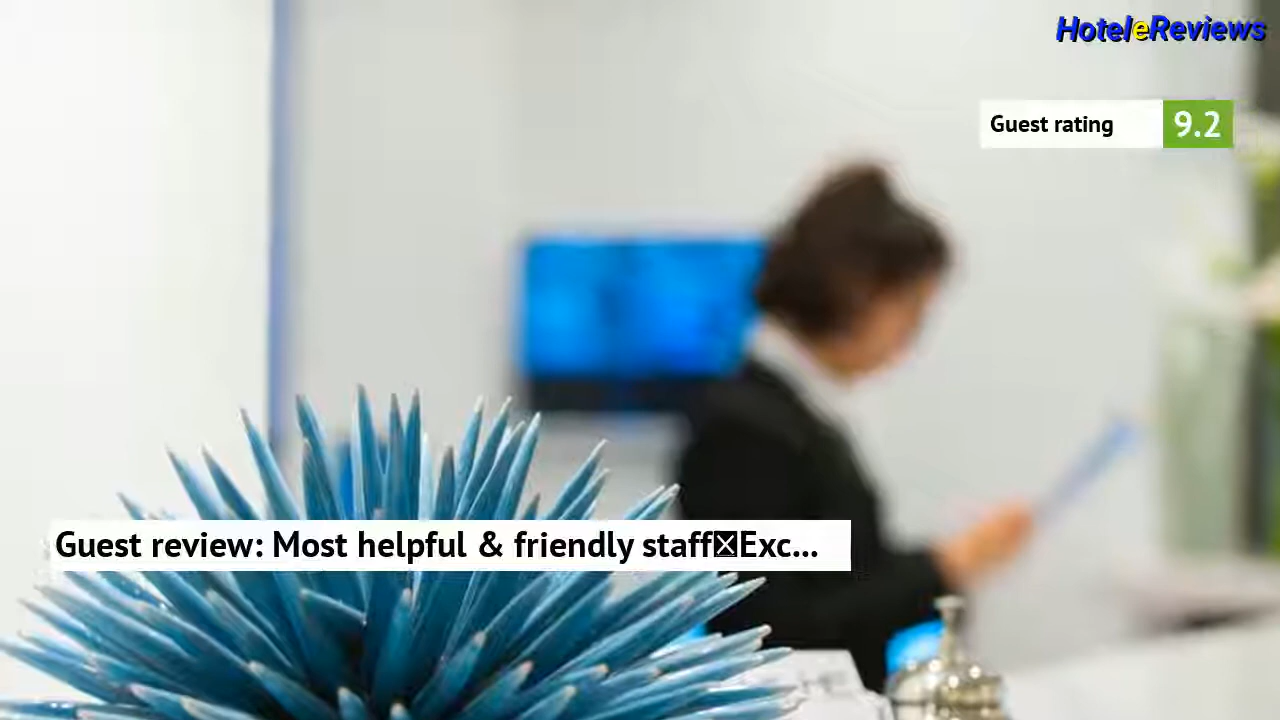 HoteleReviews
Guest rating 9.2
Guest review: Most helpful & friendly staff☒Exc...